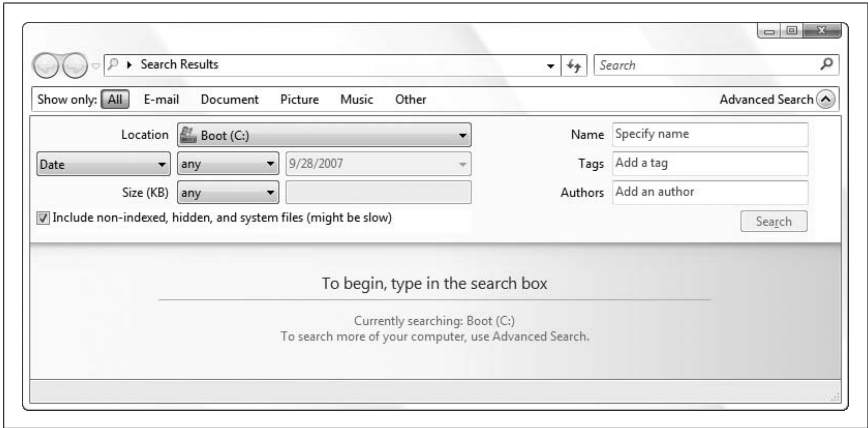 Search Results
Search
Show only: All E-mail Document Picture Music Other Advanced Search
Location Boot (C:) Name Specify name
Date any 9/28/2007 Tags Add a tag
Size (KB) any Authors Add an author
Include non-indexed, hidden, and system files (might be slow)
Search
To begin, type in the search box
Currently searching: Boot (C:)
To search more of your computer, use Advanced Search.